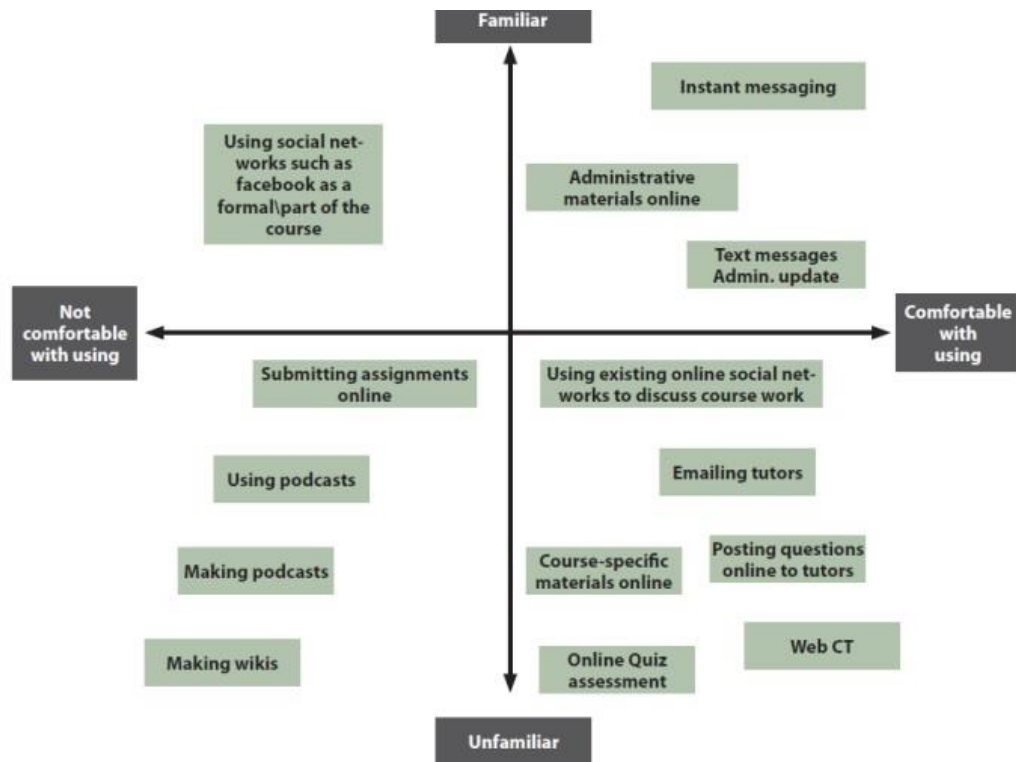 Familiar
Instant messaging
Using social net-
works such as
facebook as a
formal\part of the
course
Administrative
materials online
Text messages
Admin. update
Not
comfortable
with using
Comfortable
with
using
Submitting assignments
online
Using existing online social net-
works to discuss course work
Using podcasts
Emailing tutors
Making podcasts
Course-specific
materials online
Posting questions
online to tutors
Making wikis
Online Quiz
assessment
Web CT
Unfamiliar